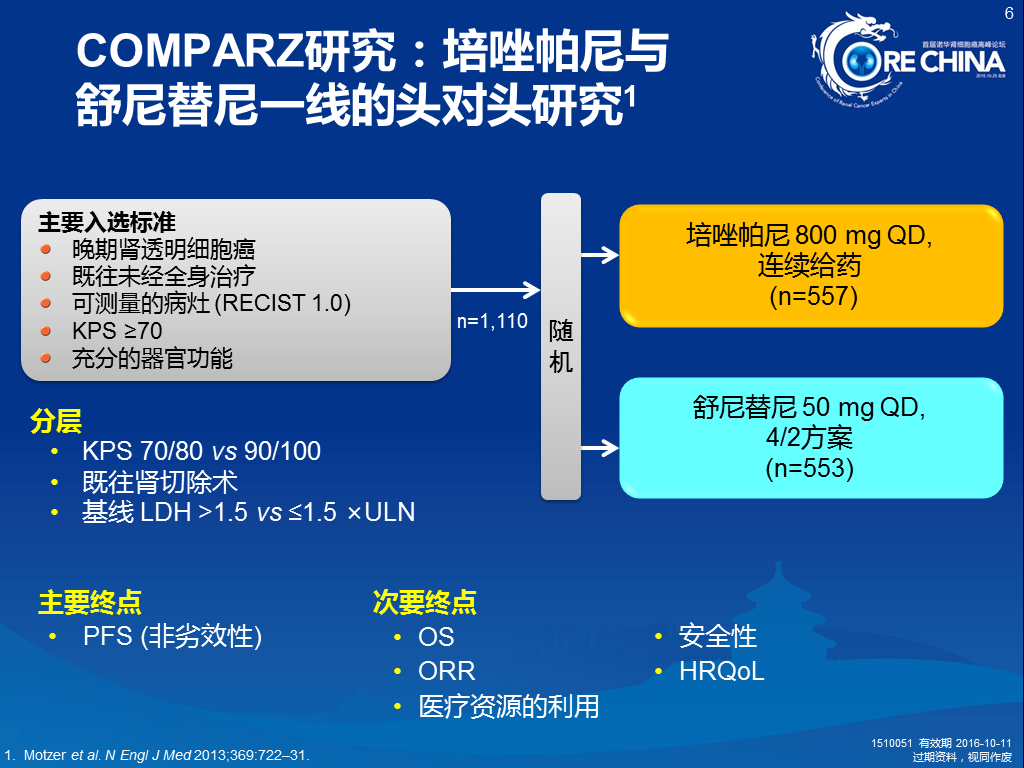 6
COMPARZ研究：培唑帕尼与
舒尼替尼一线的头对头研究1
首届诺华肾细胞癌高峰论坛
CORE CHINA
2015.10.25 北京
Conference of Renal Cancer Experts in China
主要入选标准
• 晚期肾透明细胞癌
• 既往未经全身治疗
• 可测量的病灶 (RECIST 1.0)
• KPS ≥70
• 充分的器官功能
n=1,110
随
机
培唑帕尼 800 mg QD,
连续给药
(n=557)
舒尼替尼 50 mg QD,
4/2方案
(n=553)
分层
• KPS 70/80 vs 90/100
• 既往肾切除术
• 基线 LDH >1.5 vs ≤1.5 ×ULN
主要终点
• PFS (非劣效性)
次要终点
• OS
• ORR
• 医疗资源的利用
• 安全性
• HRQoL
1. Motzer et al. N Engl J Med 2013;369:722–31.
1510051 有效期 2016-10-11
过期资料，视同作废